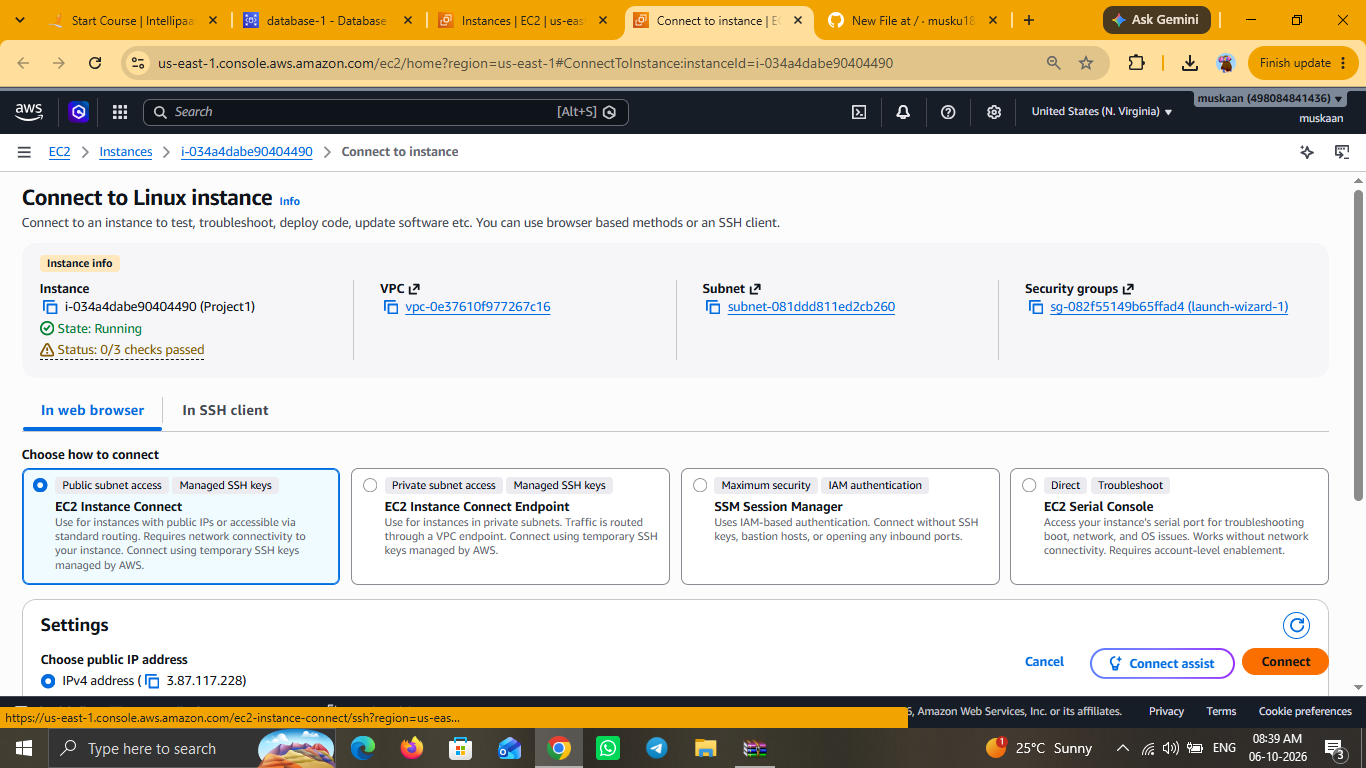 Start Course | Intellipaa
database-1 - Database
Instances | EC2 | us-eas
Connect to instance | EC
New File at / · musku18
Ask Gemini
us-east-1.console.aws.amazon.com/ec2/home?region=us-east-1#ConnectToInstance:instanceId=i-034a4dabe90404490
Finish update
aws
Search
[Alt+S]
United States (N. Virginia)
muskaan (498084841436)
muskaan
EC2
Instances
i-034a4dabe90404490
Connect to instance
Connect to Linux instance Info
Connect to an instance to test, troubleshoot, deploy code, update software etc. You can use browser based methods or an SSH client.
Instance info
Instance
i-034a4dabe90404490 (Project1)
State: Running
Status: 0/3 checks passed
VPC
vpc-0e37610f977267c16
Subnet
subnet-081ddd811ed2cb260
Security groups
sg-082f55149b65ffad4 (launch-wizard-1)
In web browser
In SSH client
Choose how to connect
Public subnet access Managed SSH keys
EC2 Instance Connect
Use for instances with public IPs or accessible via
standard routing. Requires network connectivity to
your instance. Connect using temporary SSH keys
managed by AWS.
Private subnet access Managed SSH keys
EC2 Instance Connect Endpoint
Use for instances in private subnets. Traffic is routed
through a VPC endpoint. Connect using temporary SSH
keys managed by AWS.
Maximum security IAM authentication
SSM Session Manager
Uses IAM-based authentication. Connect without SSH
keys, bastion hosts, or opening any inbound ports.
Direct Troubleshoot
EC2 Serial Console
Access your instance's serial port for troubleshooting
boot, network, and OS issues. Works without network
connectivity. Requires account-level enablement.
Settings
Choose public IP address
IPv4 address ( 3.87.117.228)
Cancel
Connect assist
Connect
https://us-east-1.console.aws.amazon.com/ec2-instance-connect/ssh?region=us-eas...
6, Amazon Web Services, Inc. or its affiliates.
Privacy
Terms
Cookie preferences
Type here to search
1
25°C Sunny
ENG
08:39 AM
06-10-2026
3